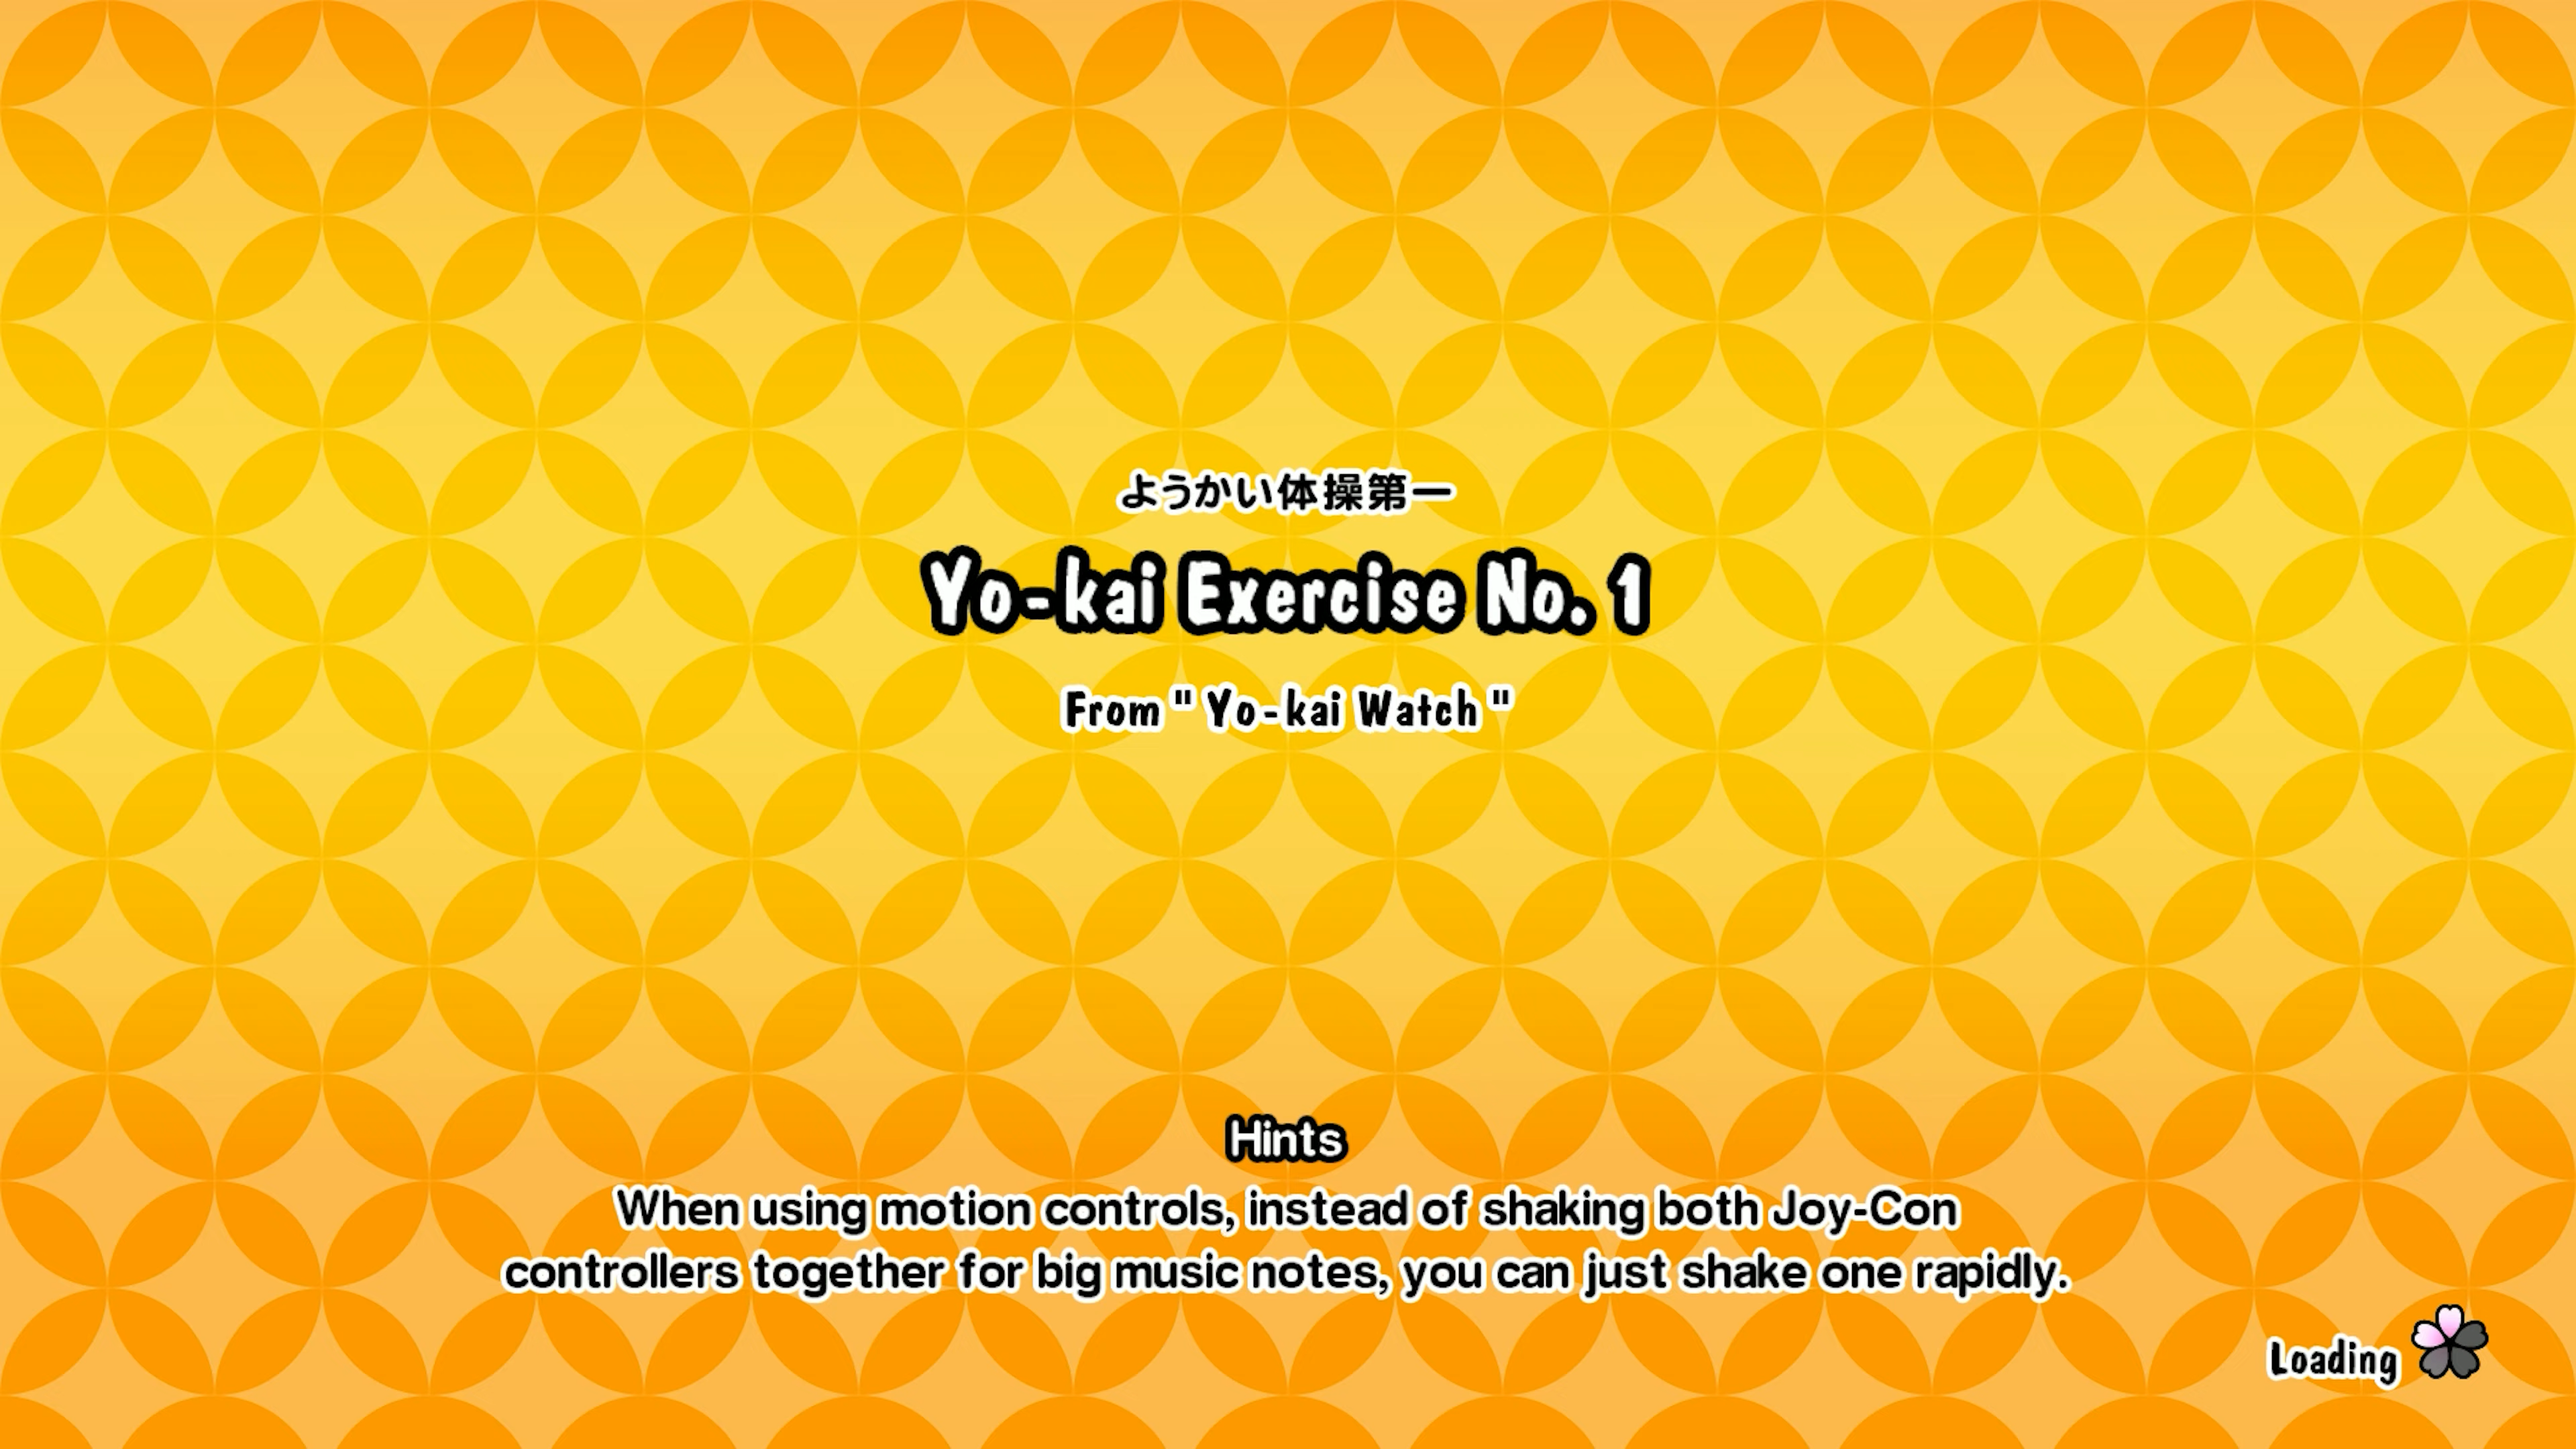 ようかい体操第一
Yo-kai Exercise No. 1
From " Yo-kai Watch "
Hints
When using motion controls, instead of shaking both Joy-Con
controllers together for big music notes, you can just shake one rapidly.
Loading